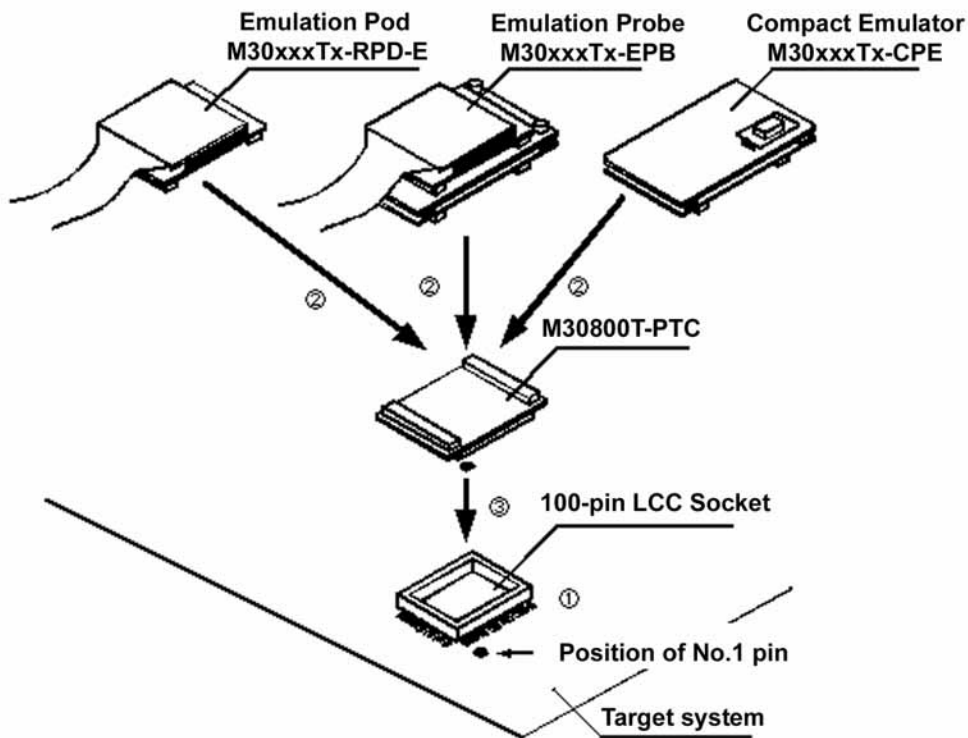 Emulation Pod
M30xxxTx-RPD-E
Emulation Probe
M30xxxTx-EPB
Compact Emulator
M30xxxTx-CPE
②
②
②
M30800T-PTC
③
100-pin LCC Socket
①
Position of No.1 pin
Target system